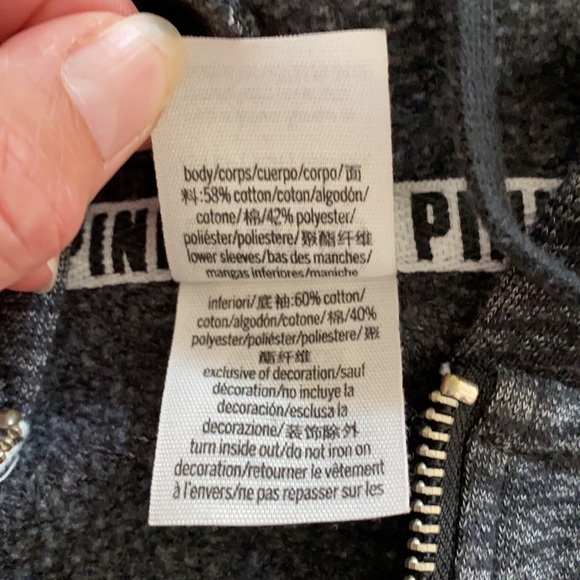 body/corps/cuerpo/corpo/面
料:58% cotton/coton/algodón/
cotone/棉/42% polyester/
poliéster/poliestere/聚酯纤维
lower sleeves/bas des manches/
mangas inferiores/maniche
inferiori/底袖:60% cotton/
coton/algodón/cotone/棉/40%
polyester/poliéster/poliestere/聚
酯纤维
exclusive of decoration/sauf
décoration/no incluye la
decoración/esclusa la
decorazione/装饰除外
turn inside out/do not iron on
decoration/retourner le vêtement
à l'envers/ne pas repasser sur les
PIN
PI